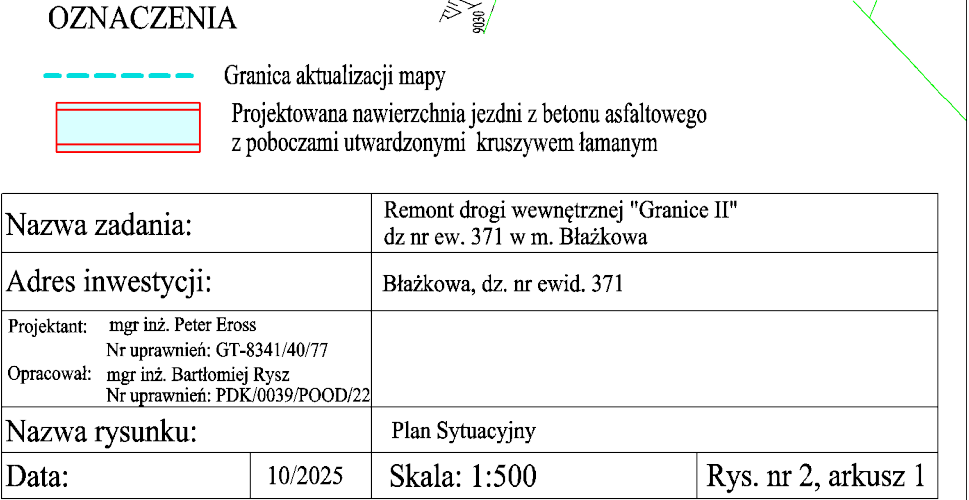 OZNACZENIA
9030
Granica aktualizacji mapy
Projektowana nawierzchnia jezdni z betonu asfaltowego
z poboczami utwardzonymi kruszywem łamanym
Nazwa zadania:
Remont drogi wewnętrznej "Granice II"
dz nr ew. 371 w m. Błażkowa
Adres inwestycji:
Błażkowa, dz. nr ewid. 371
Projektant: mgr inż. Peter Eross
Nr uprawnień: GT-8341/40/77
Opracował: mgr inż. Bartłomiej Rysz
Nr uprawnień: PDK/0039/POOD/22
Nazwa rysunku: Plan Sytuacyjny
Data: 10/2025 Skala: 1:500 Rys. nr 2, arkusz 1